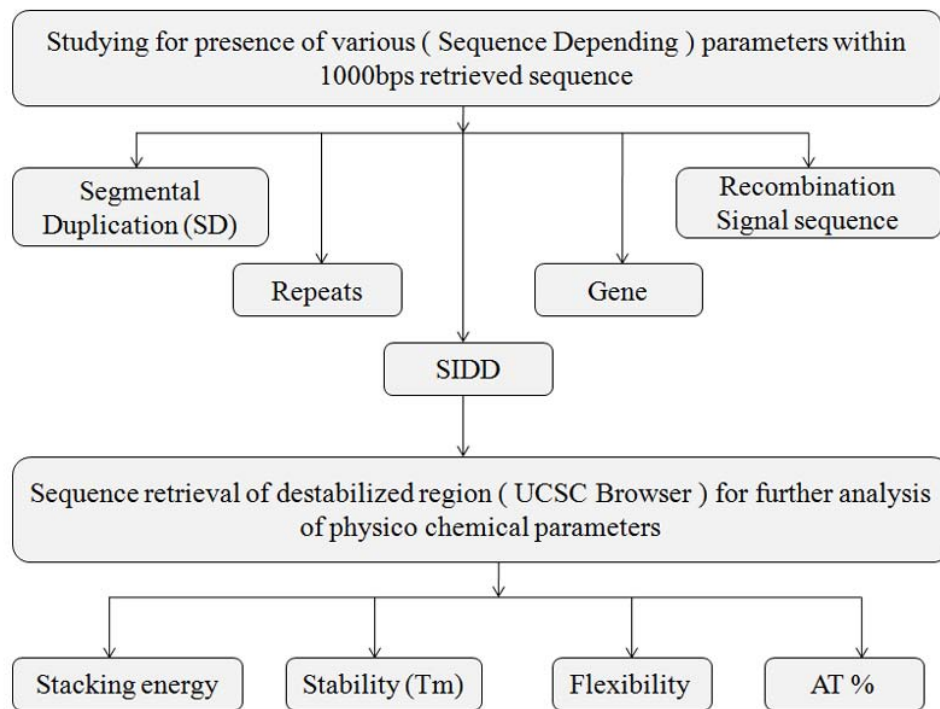 Studying for presence of various ( Sequence Depending ) parameters within
1000bps retrieved sequence
Segmental
Duplication (SD)
Recombination
Signal sequence
Repeats
Gene
SIDD
Sequence retrieval of destabilized region ( UCSC Browser ) for further analysis
of physico chemical parameters
Stacking energy
Stability (Tm)
Flexibility
AT %